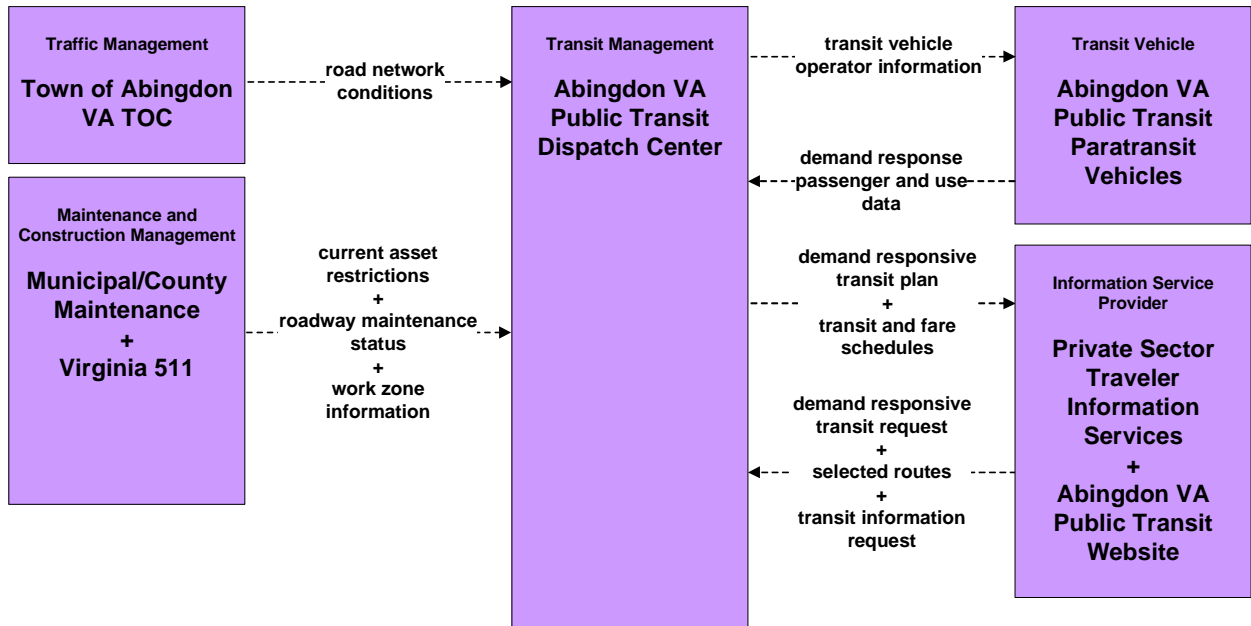 Traffic Management
Town of Abingdon
VA TOC
road network
conditions
Maintenance and
Construction Management
Municipal/County
Maintenance
+
Virginia 511
current asset
restrictions
+
roadway maintenance
status
+
work zone
information
Transit Management
Abingdon VA
Public Transit
Dispatch Center
transit vehicle
operator information
demand response
passenger and use
data
demand responsive
transit plan
+
transit and fare
schedules
demand responsive
transit request
+
selected routes
+
transit information
request
Transit Vehicle
Abingdon VA
Public Transit
Paratransit
Vehicles
Information Service
Provider
Private Sector
Traveler
Information
Services
+
Abingdon VA
Public Transit
Website